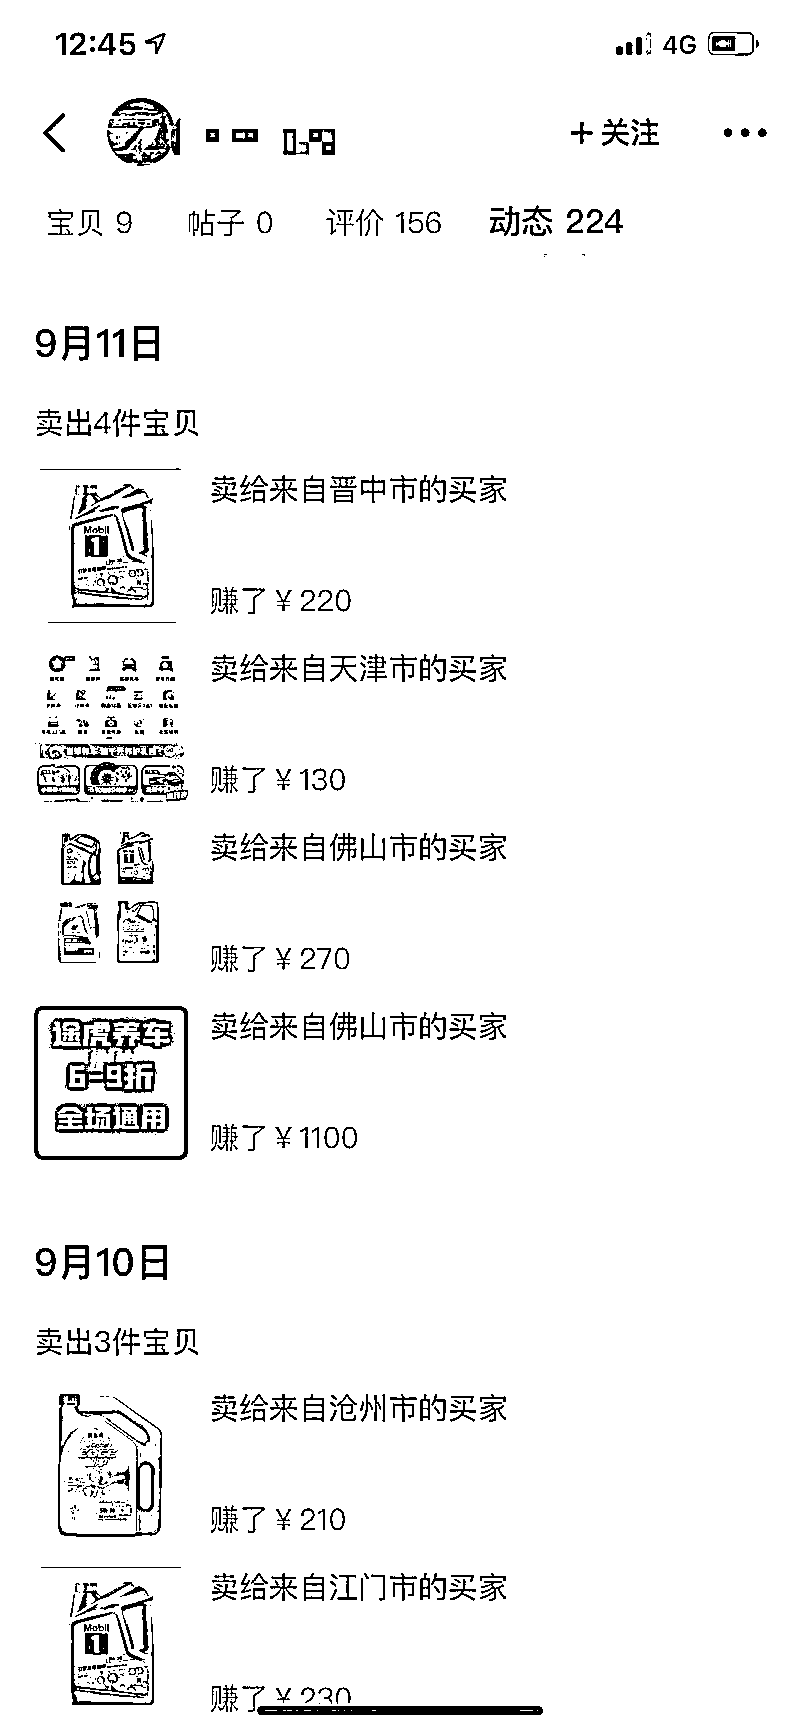 12:45
4G
+关注
宝贝 9 帖子 0 评价 156 动态 224
9月11日
卖出4件宝贝
卖给来自晋中市的买家
Mobil
1
赚了¥220
卖给来自天津市的买家
赚了¥130
卖给来自佛山市的买家
赚了¥270
卖给来自佛山市的买家
途虎养车
6-9折
全场通用
赚了¥1100
9月10日
卖出3件宝贝
卖给来自沧州市的买家
赚了¥210
卖给来自江门市的买家
Mobil
1
赚了¥230